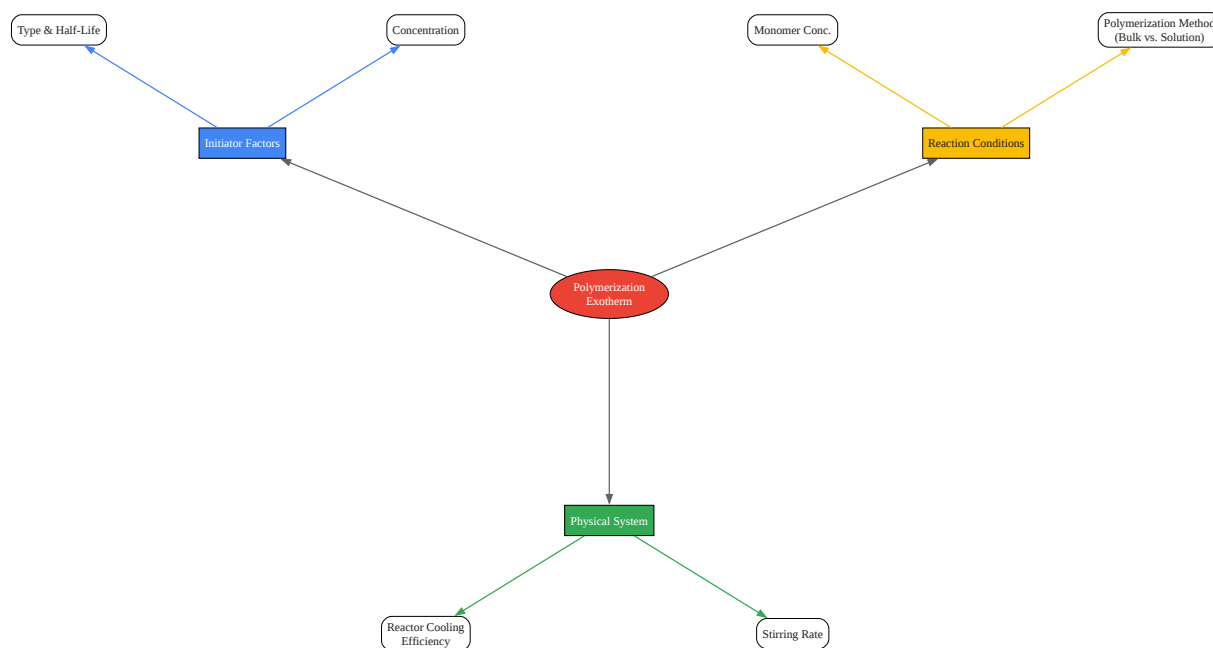 Type & Half-Life
Concentration
Monomer Conc.
Polymerization Method
(Bulk vs. Solution)
Initiator Factors
Reaction Conditions
Polymerization
Exotherm
Physical System
Reactor Cooling
Efficiency
Stirring Rate